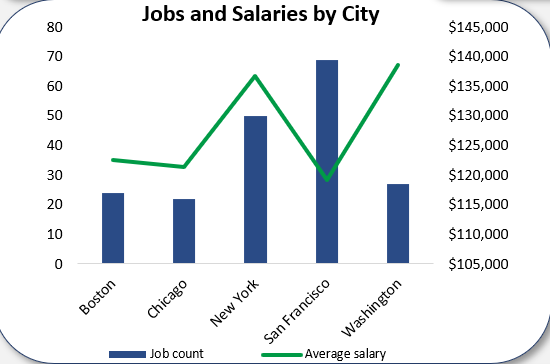 Jobs and Salaries by City
80
70
60
50
40
30
20
10
0
$145,000
$140,000
$135,000
$130,000
$125,000
$120,000
$115,000
$110,000
$105,000
Boston
Chicago
New York
San Francisco
Washington
Job count
Average salary